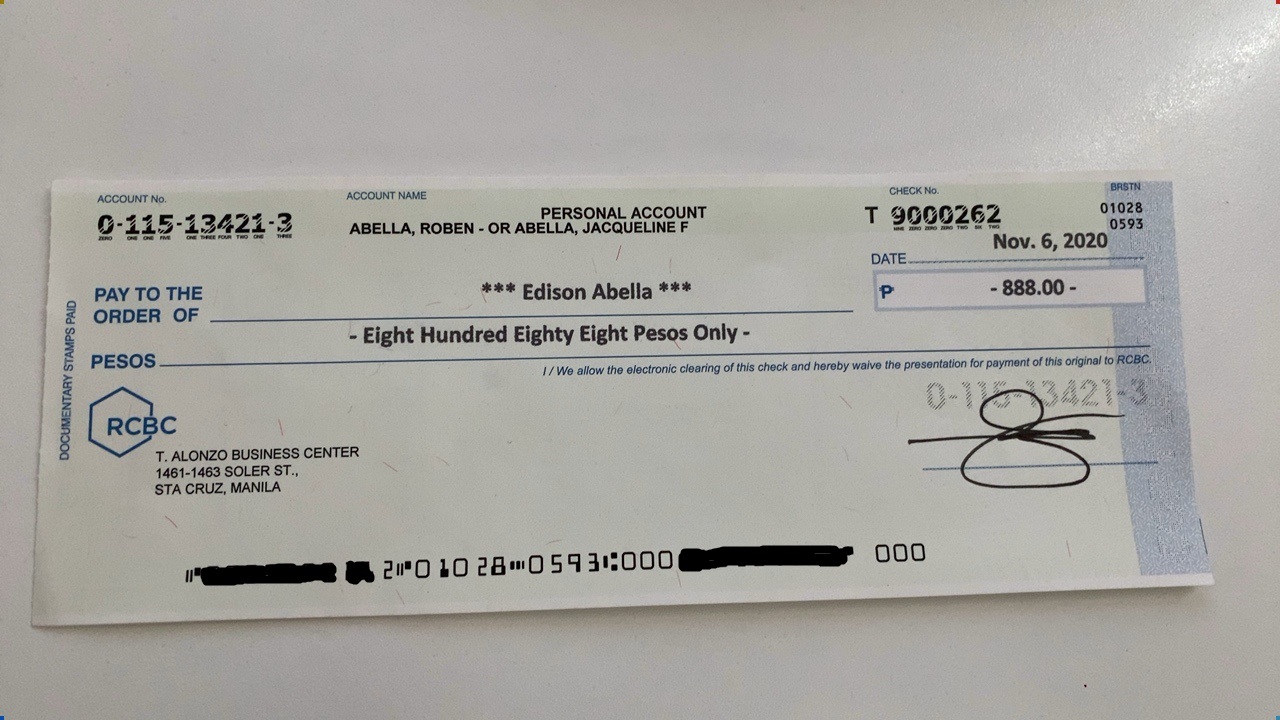 ACCOUNT No.
0-115-13421-3
ZERO ONE ONE FIVE ONE THREE FOUR TWO ONE THREE
ACCOUNT NAME
PERSONAL ACCOUNT
ABELLA, ROBEN - OR ABELLA, JACQUELINE F
CHECK No.
T 9000262
NINE ZERO ZERO ZERO TWO SIX TWO
BRSTN
01028
0593
DATE Nov. 6, 2020
PAY TO THE
ORDER OF *** Edison Abella ***
₱ - 888.00 -
PESOS - Eight Hundred Eighty Eight Pesos Only -
I / We allow the electronic clearing of this check and hereby waive the presentation for payment of this original to RCBC.
DOCUMENTARY STAMPS PAID
RCBC
0-115-13421-3
T. ALONZO BUSINESS CENTER
1461-1463 SOLER ST.,
STA CRUZ, MANILA
2⑈01028⑉0593⑆000 000